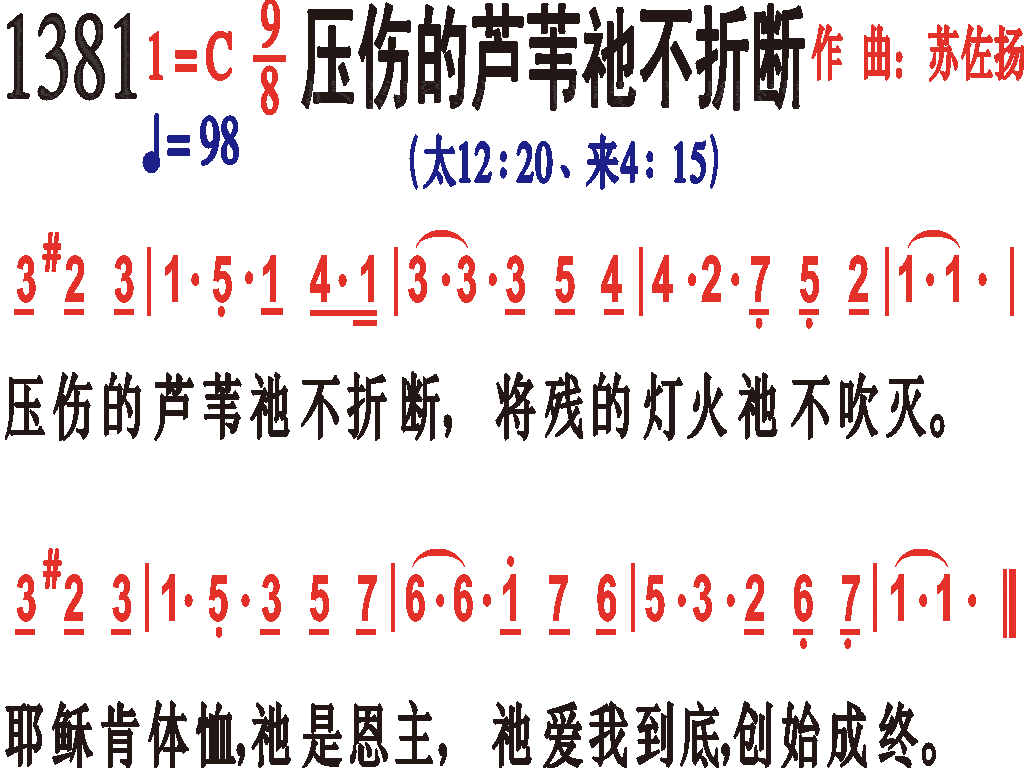 1381 1=C 9/8 压伤的芦苇祂不折断 作 曲：苏佐扬
♩=98
（太12：20、来4：15）
3 #2 3 | 1· 5· 1 4·1 | 3·3·3 5 4 | 4·2·7 5 2 | 1·1· |
压伤的芦苇祂不折断，将残的灯火祂不吹灭。
3 #2 3 | 1·5·3 5 7 | 6·6·1 7 6 | 5·3·2 6 7 | 1·1· ‖
耶稣肯体恤,祂是恩主，祂爱我到底,创始成终。